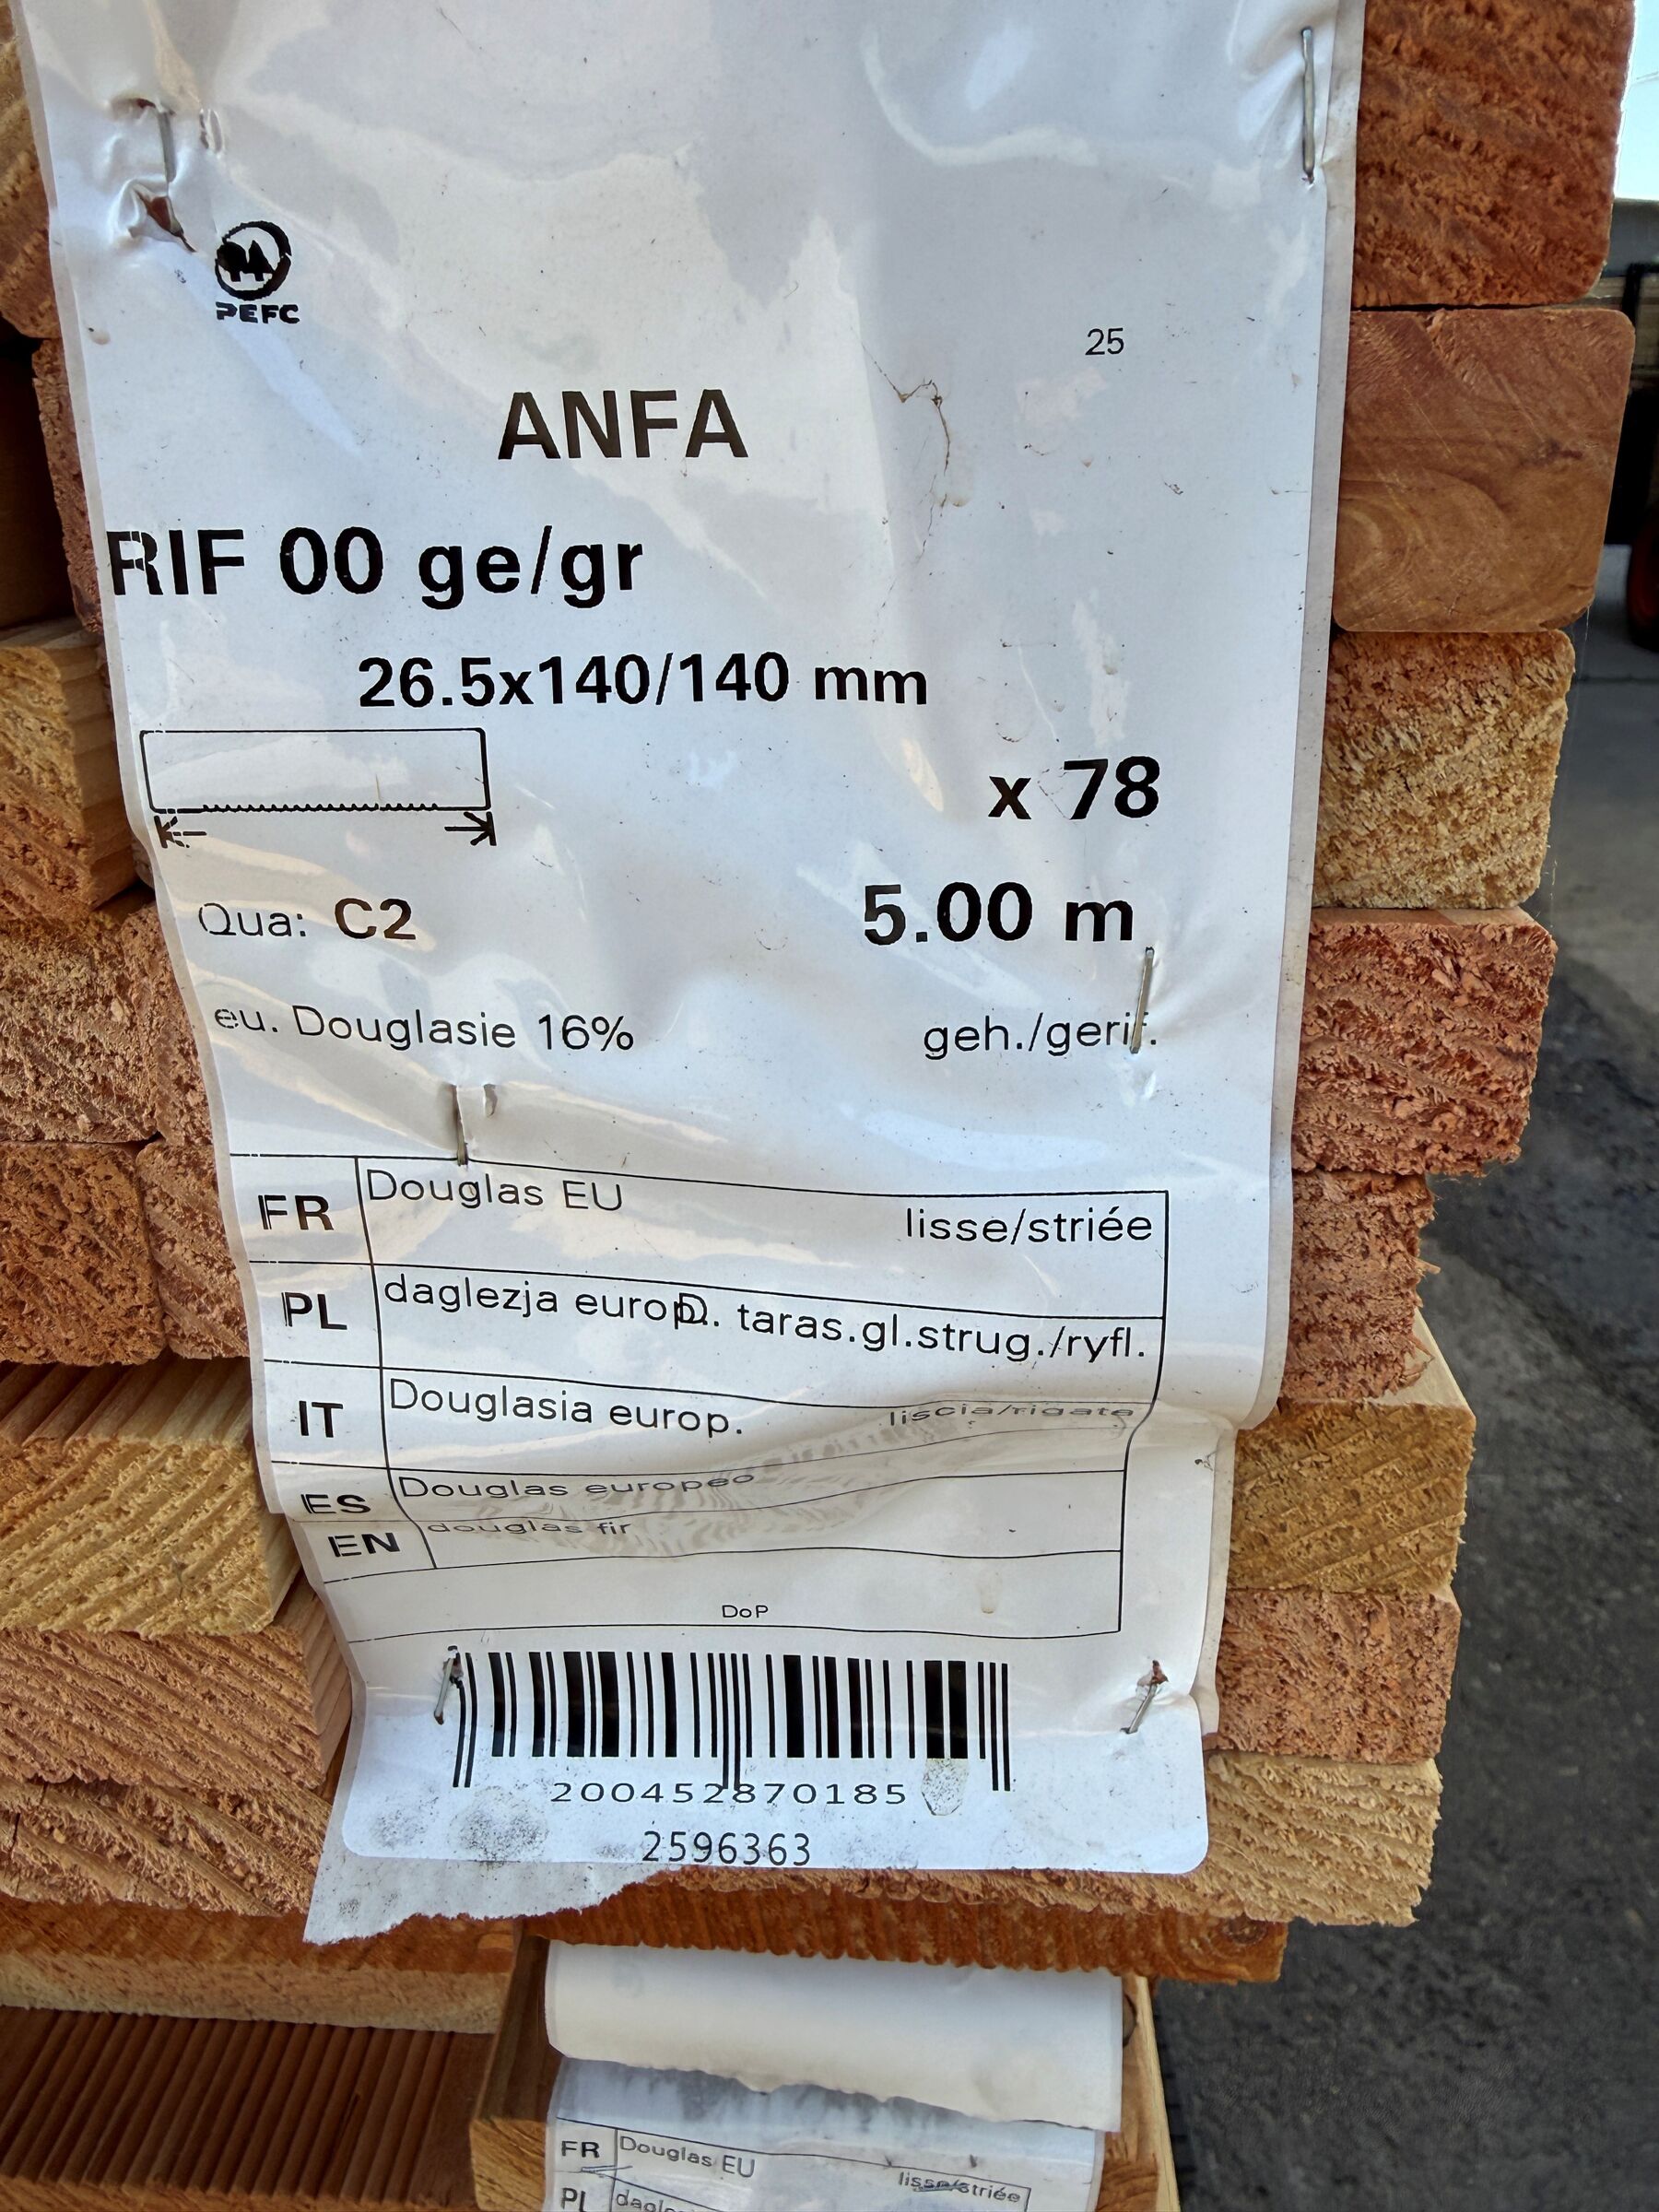 PEFC
25
ANFA
RIF 00 ge/gr
26.5x140/140 mm
x 78
Qua: C2
5.00 m
eu. Douglasie 16%
geh./gerif.
FR Douglas EU lisse/striée
PL daglezja europ. D. taras.gl.strug./ryfl.
IT Douglasia europ. liscia/rigata
ES Douglas europeo
EN douglas fir
DoP
200452870185
2596363
FR Douglas EU lisse/striée
PL